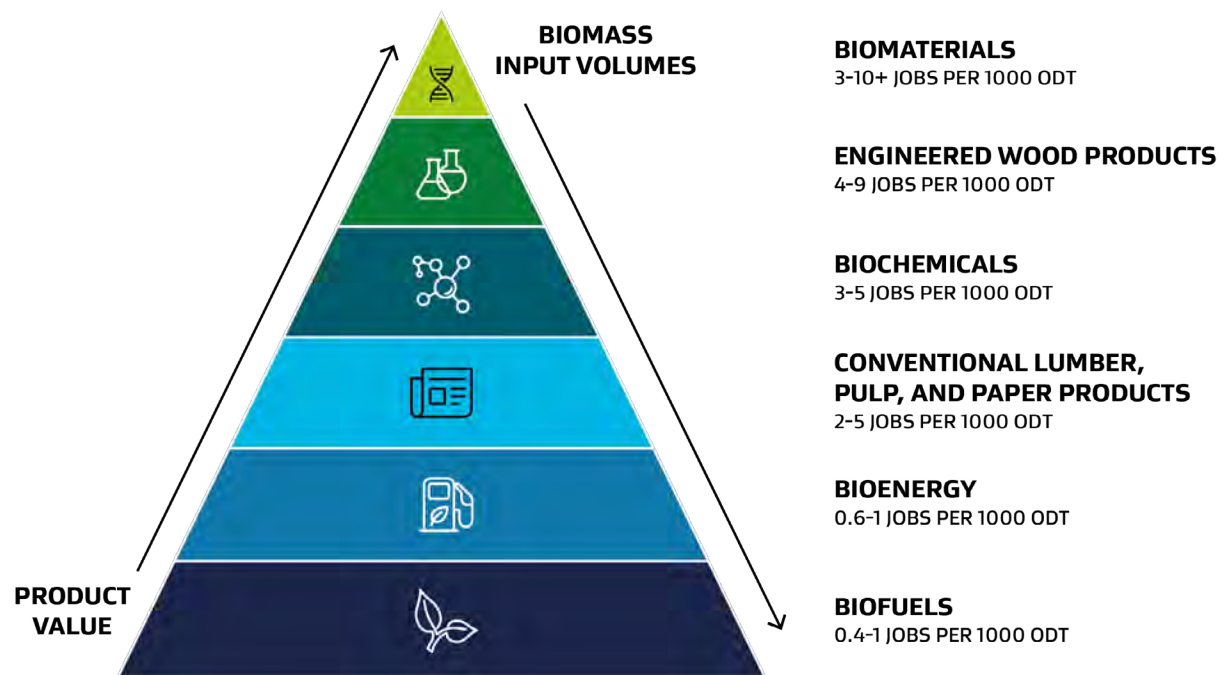 BIOMASS
INPUT VOLUMES
BIOMATERIALS
3-10+ JOBS PER 1000 ODT
ENGINEERED WOOD PRODUCTS
4-9 JOBS PER 1000 ODT
BIOCHEMICALS
3-5 JOBS PER 1000 ODT
CONVENTIONAL LUMBER,
PULP, AND PAPER PRODUCTS
2-5 JOBS PER 1000 ODT
BIOENERGY
0.6-1 JOBS PER 1000 ODT
PRODUCT
VALUE
BIOFUELS
0.4-1 JOBS PER 1000 ODT